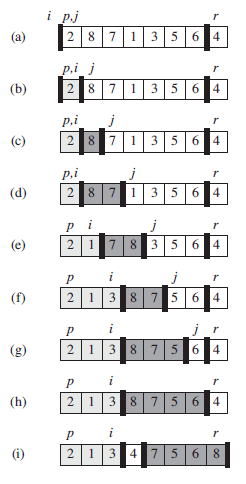 i p,j r
(a) 2 8 7 1 3 5 6 4
p,i j r
(b) 2 8 7 1 3 5 6 4
p,i j r
(c) 2 8 7 1 3 5 6 4
p,i j r
(d) 2 8 7 1 3 5 6 4
p i j r
(e) 2 1 7 8 3 5 6 4
p i j r
(f) 2 1 3 8 7 5 6 4
p i j r
(g) 2 1 3 8 7 5 6 4
p i r
(h) 2 1 3 8 7 5 6 4
p i r
(i) 2 1 3 4 7 5 6 8